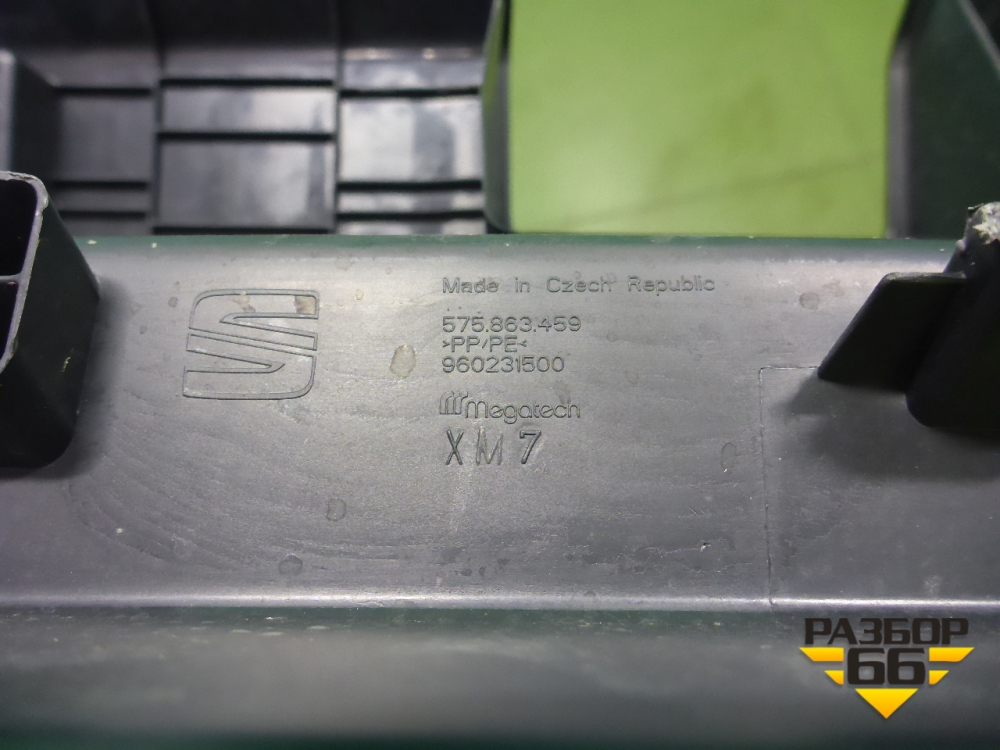 Made in Czech Republic
575.863.459
>PP/PE<
960231500
Megatech
XM7
РАЗБОР
66